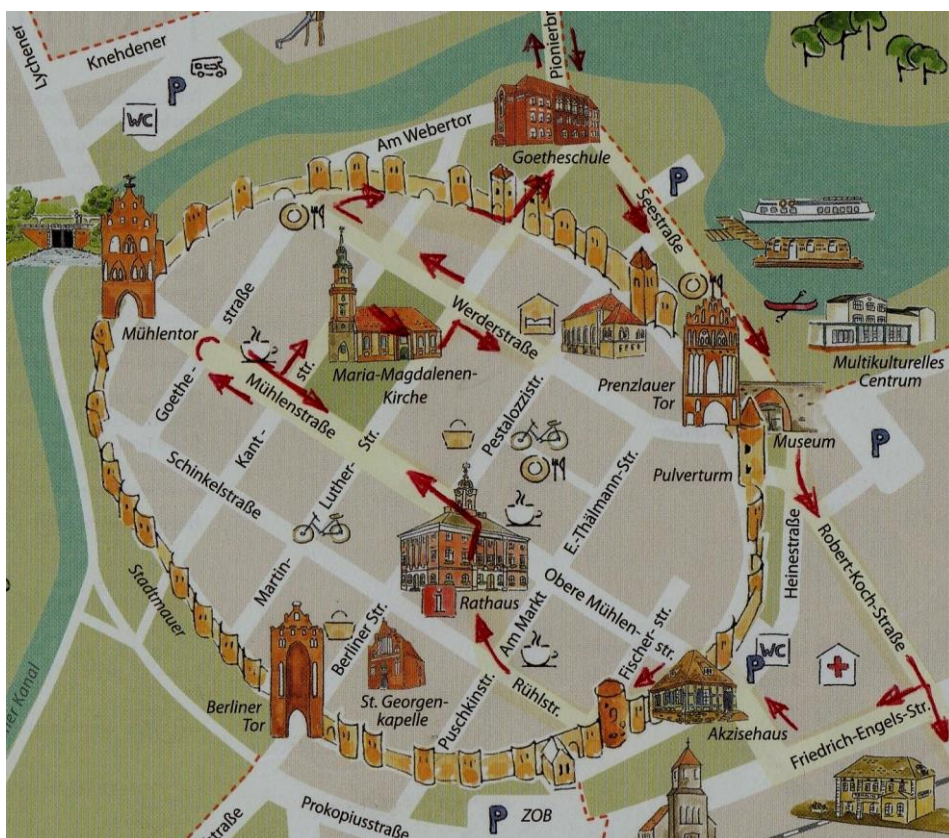 Lychener
Knehdener
P
WC
Pionierbr
Am Webertor
Goetheschule
P
Seestraße
Mühlentor
straße
Goethe-
Maria-Magdalenen-
Kirche
Werderstraße
Prenzlauer
Tor
Multikulturelles
Centrum
Museum
P
Mühlenstraße
str.
Kant-
Str.
Luther-
Martin-
Pestalozzistr.
Pulverturm
Schinkelstraße
E.-Thälmann-Str.
Heinestraße
Robert-Koch-Straße
Stadtmauer
i
Rathaus
Am Markt
Obere Mühlen-
str.
Fischer- str.
WC
P
Berliner Str.
Berliner
Tor
St. Georgen-
kapelle
Puschkinstr.
Rühlstr.
Akzisehaus
Friedrich-Engels-Str.
ner Kanal
Prokopiusstraße
straße
P
ZOB